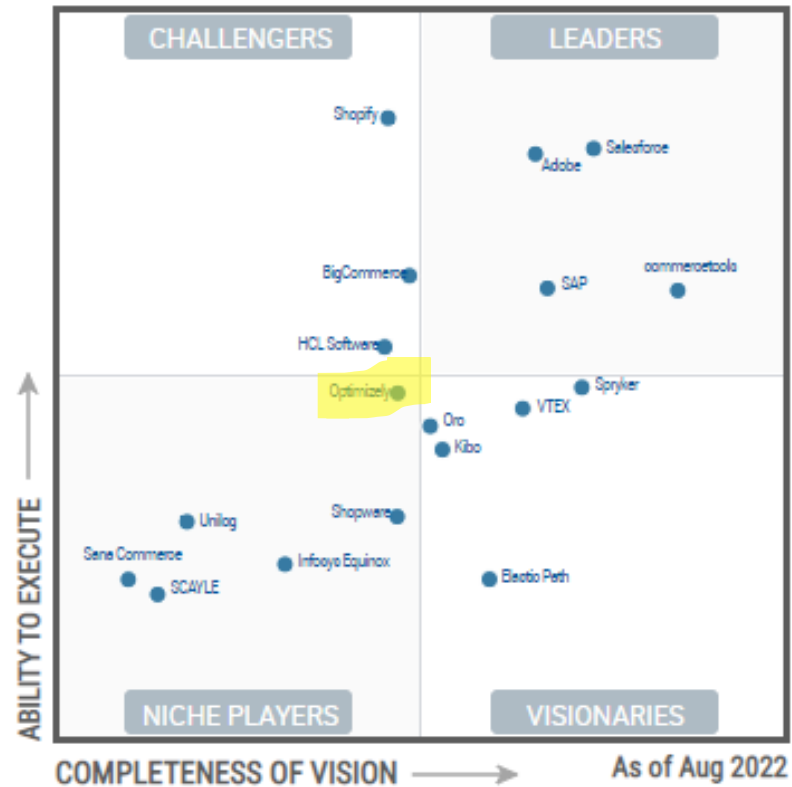 CHALLENGERS
LEADERS
Shopify
Salesforce
Adobe
BigCommerce
SAP
commercetools
HCL Software
Optimizely
Spryker
VTEX
Oro
Kibo
Shopware
Unilog
Sana Commerce
Infosys Equinox
SCAYLE
Elastic Path
NICHE PLAYERS
VISIONARIES
ABILITY TO EXECUTE
COMPLETENESS OF VISION
As of Aug 2022